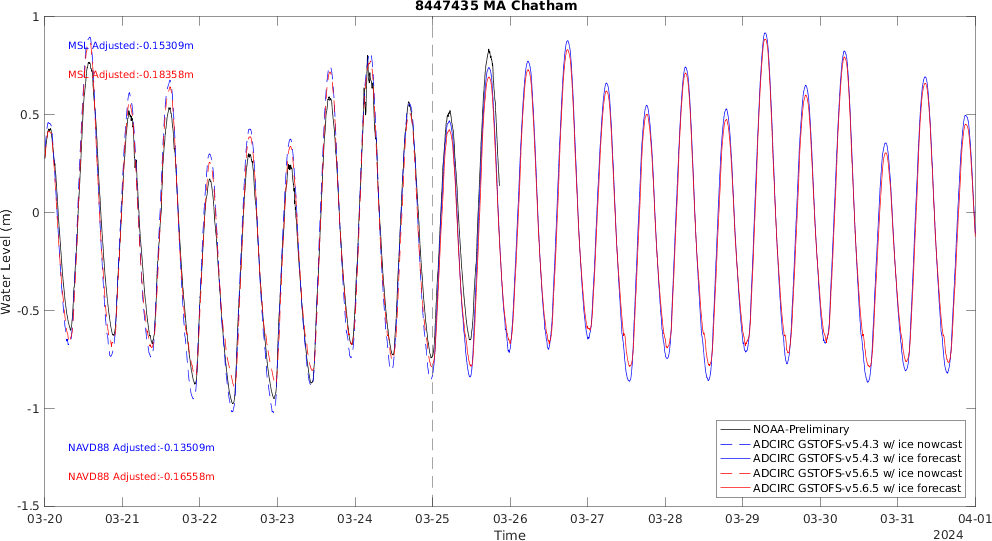 8447435 MA Chatham
MSL Adjusted:-0.15309m
MSL Adjusted:-0.18358m
NAVD88 Adjusted:-0.13509m
NAVD88 Adjusted:-0.16558m
Water Level (m)
1
0.5
0
-0.5
-1
-1.5
NOAA-Preliminary
ADCIRC GSTOFS-v5.4.3 w/ ice nowcast
ADCIRC GSTOFS-v5.4.3 w/ ice forecast
ADCIRC GSTOFS-v5.6.5 w/ ice nowcast
ADCIRC GSTOFS-v5.6.5 w/ ice forecast
03-20 03-21 03-22 03-23 03-24 03-25 03-26 03-27 03-28 03-29 03-30 03-31 04-01
Time
2024